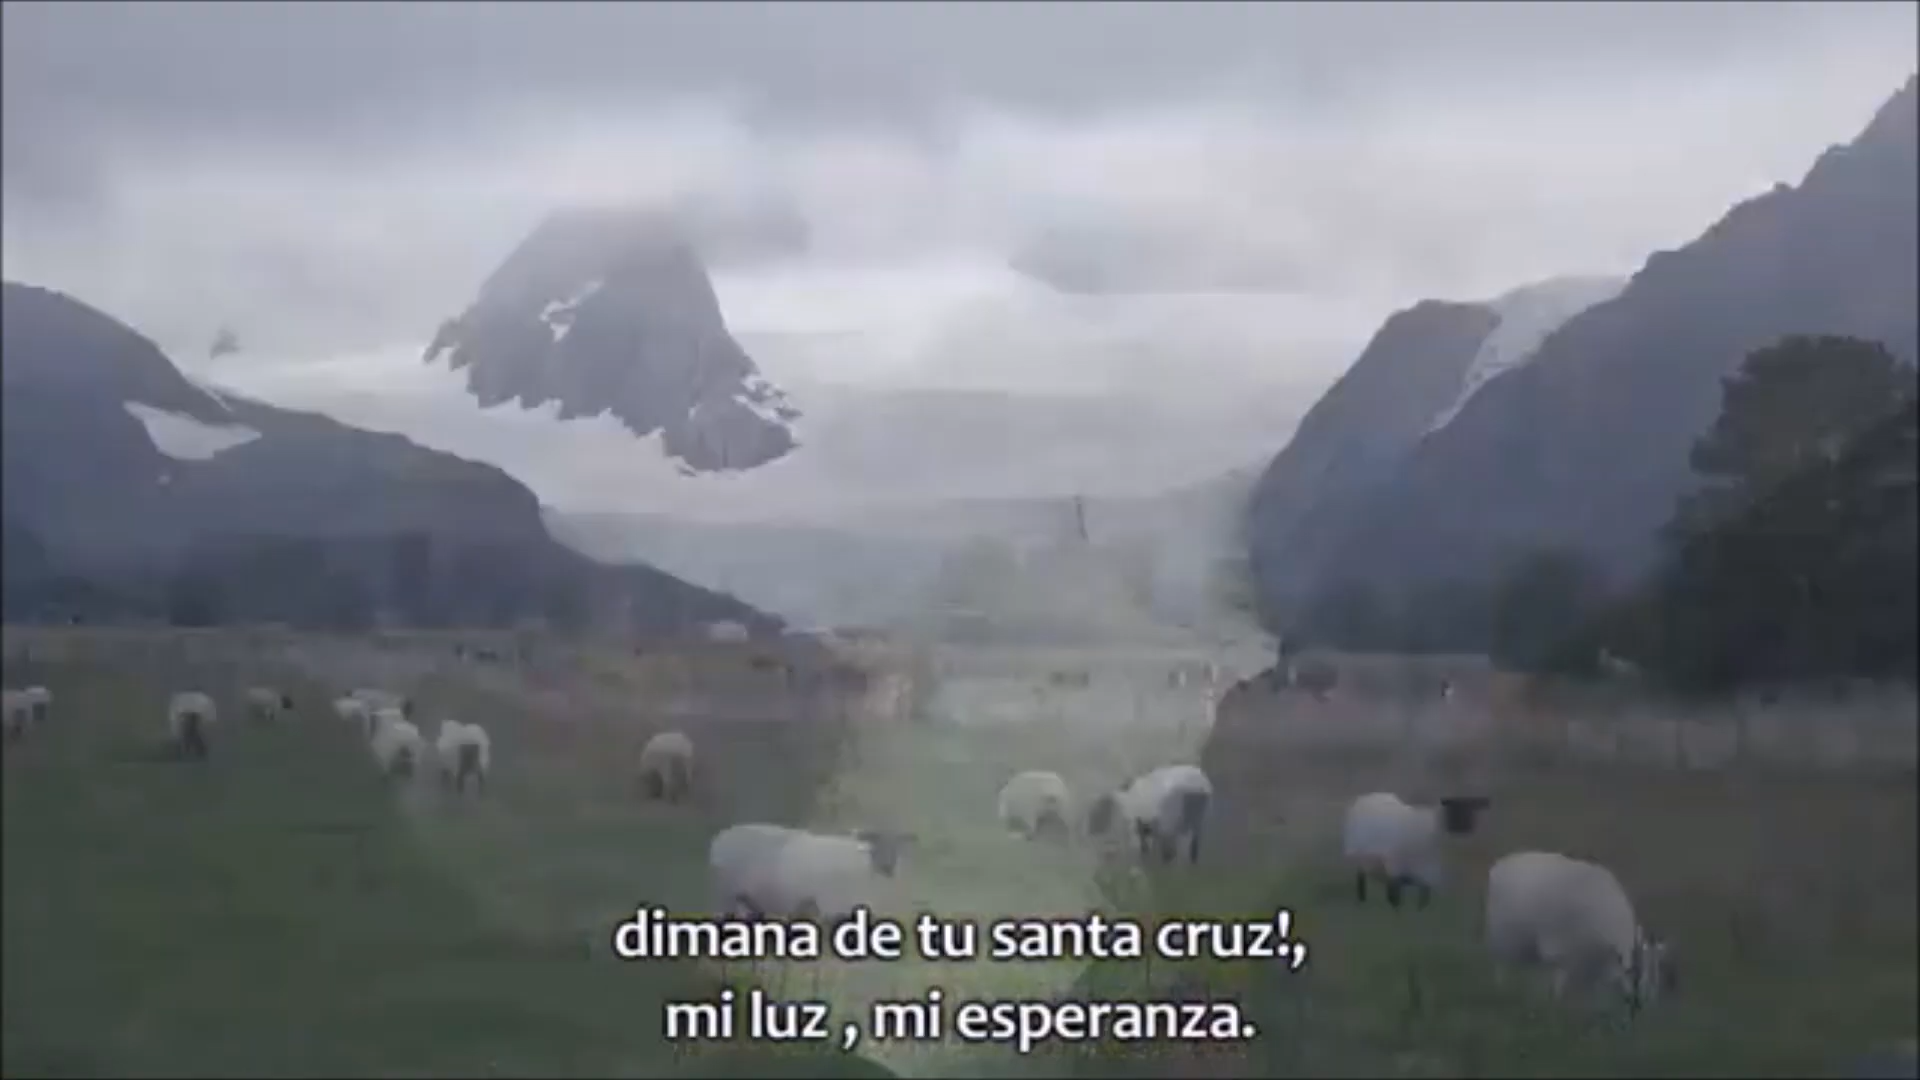 dimana de tu santa cruz!,
mi luz , mi esperanza.